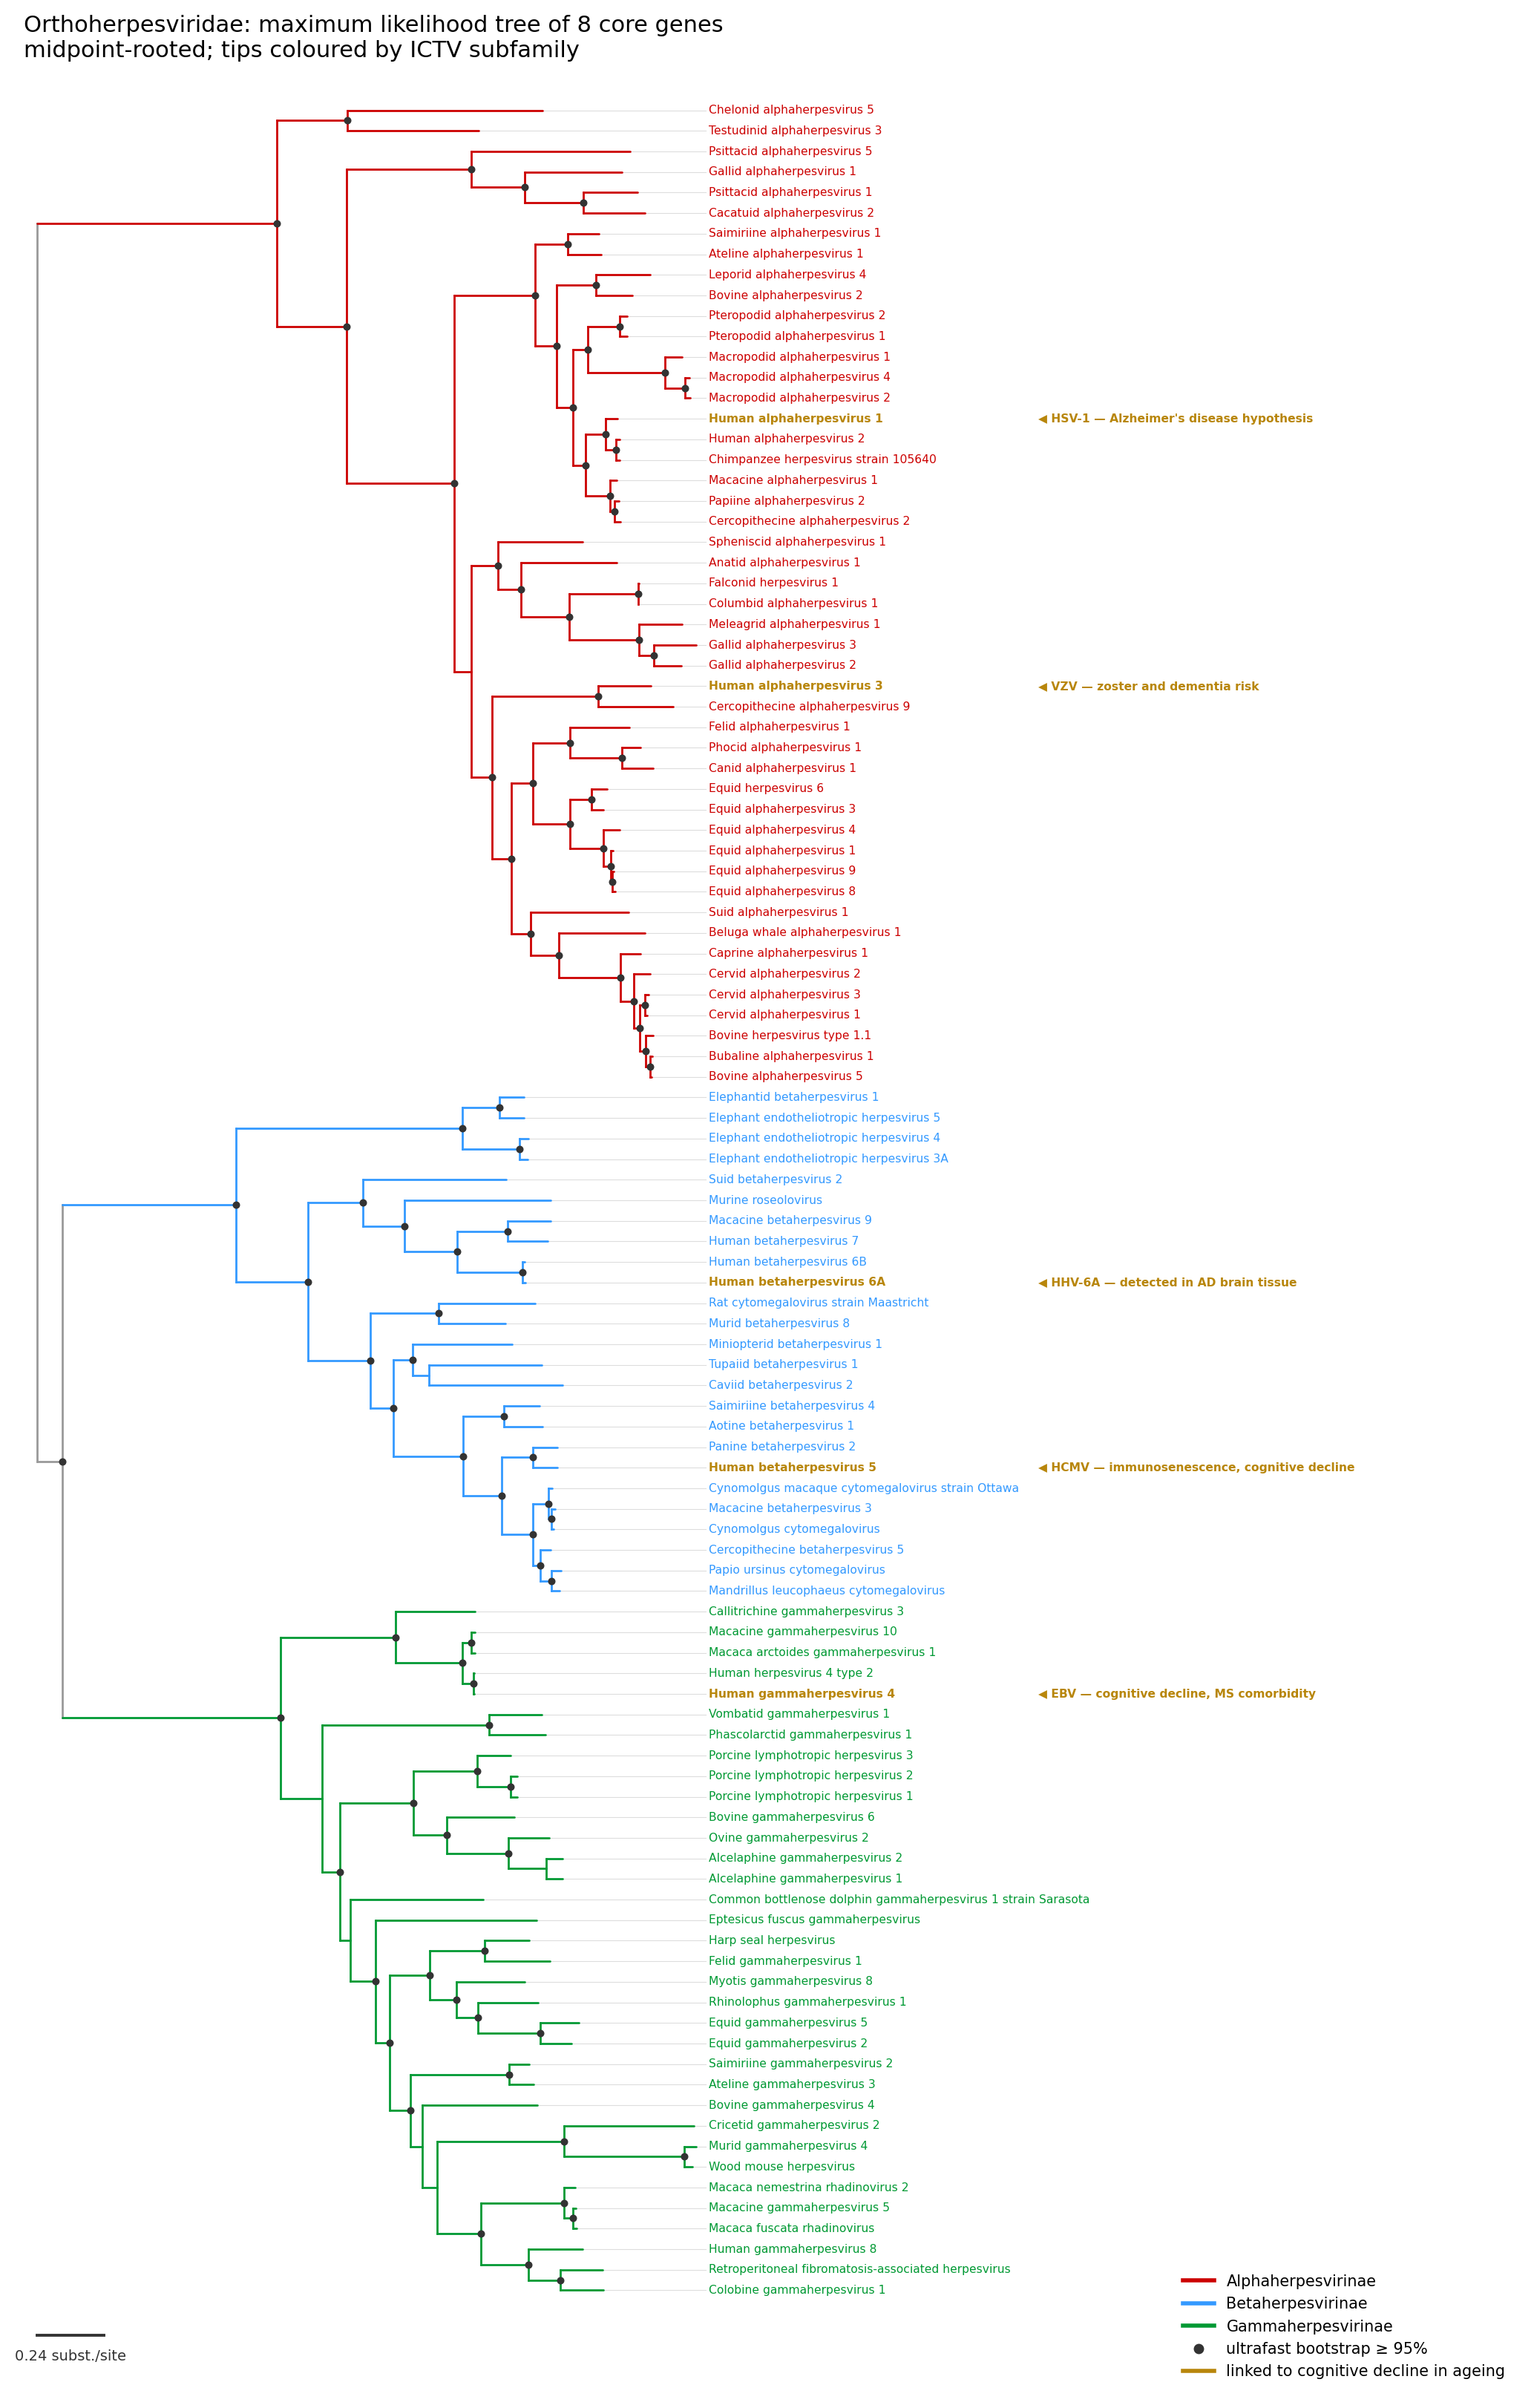 Orthoherpesviridae: maximum likelihood tree of 8 core genes
midpoint-rooted; tips coloured by ICTV subfamily
Chelonid alphaherpesvirus 5
Testudinid alphaherpesvirus 3
Psittacid alphaherpesvirus 5
Gallid alphaherpesvirus 1
Psittacid alphaherpesvirus 1
Cacatuid alphaherpesvirus 2
Saimiriine alphaherpesvirus 1
Ateline alphaherpesvirus 1
Leporid alphaherpesvirus 4
Bovine alphaherpesvirus 2
Pteropodid alphaherpesvirus 2
Pteropodid alphaherpesvirus 1
Macropodid alphaherpesvirus 1
Macropodid alphaherpesvirus 4
Macropodid alphaherpesvirus 2
Human alphaherpesvirus 1 ◀ HSV-1 — Alzheimer's disease hypothesis
Human alphaherpesvirus 2
Chimpanzee herpesvirus strain 105640
Macacine alphaherpesvirus 1
Papiine alphaherpesvirus 2
Cercopithecine alphaherpesvirus 2
Spheniscid alphaherpesvirus 1
Anatid alphaherpesvirus 1
Falconid herpesvirus 1
Columbid alphaherpesvirus 1
Meleagrid alphaherpesvirus 1
Gallid alphaherpesvirus 3
Gallid alphaherpesvirus 2
Human alphaherpesvirus 3 ◀ VZV — zoster and dementia risk
Cercopithecine alphaherpesvirus 9
Felid alphaherpesvirus 1
Phocid alphaherpesvirus 1
Canid alphaherpesvirus 1
Equid herpesvirus 6
Equid alphaherpesvirus 3
Equid alphaherpesvirus 4
Equid alphaherpesvirus 1
Equid alphaherpesvirus 9
Equid alphaherpesvirus 8
Suid alphaherpesvirus 1
Beluga whale alphaherpesvirus 1
Caprine alphaherpesvirus 1
Cervid alphaherpesvirus 2
Cervid alphaherpesvirus 3
Cervid alphaherpesvirus 1
Bovine herpesvirus type 1.1
Bubaline alphaherpesvirus 1
Bovine alphaherpesvirus 5
Elephantid betaherpesvirus 1
Elephant endotheliotropic herpesvirus 5
Elephant endotheliotropic herpesvirus 4
Elephant endotheliotropic herpesvirus 3A
Suid betaherpesvirus 2
Murine roseolovirus
Macacine betaherpesvirus 9
Human betaherpesvirus 7
Human betaherpesvirus 6B
Human betaherpesvirus 6A ◀ HHV-6A — detected in AD brain tissue
Rat cytomegalovirus strain Maastricht
Murid betaherpesvirus 8
Miniopterid betaherpesvirus 1
Tupaiid betaherpesvirus 1
Caviid betaherpesvirus 2
Saimiriine betaherpesvirus 4
Aotine betaherpesvirus 1
Panine betaherpesvirus 2
Human betaherpesvirus 5 ◀ HCMV — immunosenescence, cognitive decline
Cynomolgus macaque cytomegalovirus strain Ottawa
Macacine betaherpesvirus 3
Cynomolgus cytomegalovirus
Cercopithecine betaherpesvirus 5
Papio ursinus cytomegalovirus
Mandrillus leucophaeus cytomegalovirus
Callitrichine gammaherpesvirus 3
Macacine gammaherpesvirus 10
Macaca arctoides gammaherpesvirus 1
Human herpesvirus 4 type 2
Human gammaherpesvirus 4 ◀ EBV — cognitive decline, MS comorbidity
Vombatid gammaherpesvirus 1
Phascolarctid gammaherpesvirus 1
Porcine lymphotropic herpesvirus 3
Porcine lymphotropic herpesvirus 2
Porcine lymphotropic herpesvirus 1
Bovine gammaherpesvirus 6
Ovine gammaherpesvirus 2
Alcelaphine gammaherpesvirus 2
Alcelaphine gammaherpesvirus 1
Common bottlenose dolphin gammaherpesvirus 1 strain Sarasota
Eptesicus fuscus gammaherpesvirus
Harp seal herpesvirus
Felid gammaherpesvirus 1
Myotis gammaherpesvirus 8
Rhinolophus gammaherpesvirus 1
Equid gammaherpesvirus 5
Equid gammaherpesvirus 2
Saimiriine gammaherpesvirus 2
Ateline gammaherpesvirus 3
Bovine gammaherpesvirus 4
Cricetid gammaherpesvirus 2
Murid gammaherpesvirus 4
Wood mouse herpesvirus
Macaca nemestrina rhadinovirus 2
Macacine gammaherpesvirus 5
Macaca fuscata rhadinovirus
Human gammaherpesvirus 8
Retroperitoneal fibromatosis-associated herpesvirus
Colobine gammaherpesvirus 1
0.24 subst./site
Alphaherpesvirinae
Betaherpesvirinae
Gammaherpesvirinae
ultrafast bootstrap ≥ 95%
linked to cognitive decline in ageing